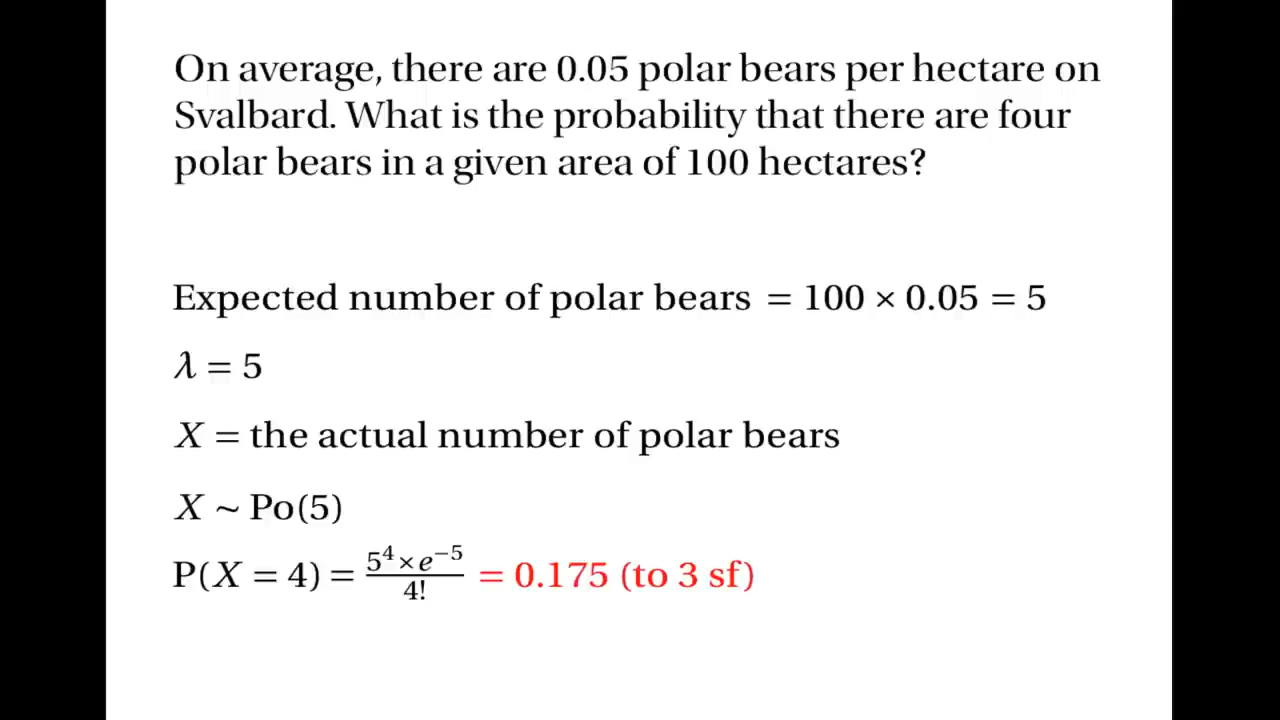 On average, there are 0.05 polar bears per hectare on
Svalbard. What is the probability that there are four
polar bears in a given area of 100 hectares?
Expected number of polar bears = 100 × 0.05 = 5
λ = 5
X = the actual number of polar bears
X ~ Po(5)
P(X = 4) = 5⁴ × e⁻⁵ / 4! = 0.175 (to 3 sf)